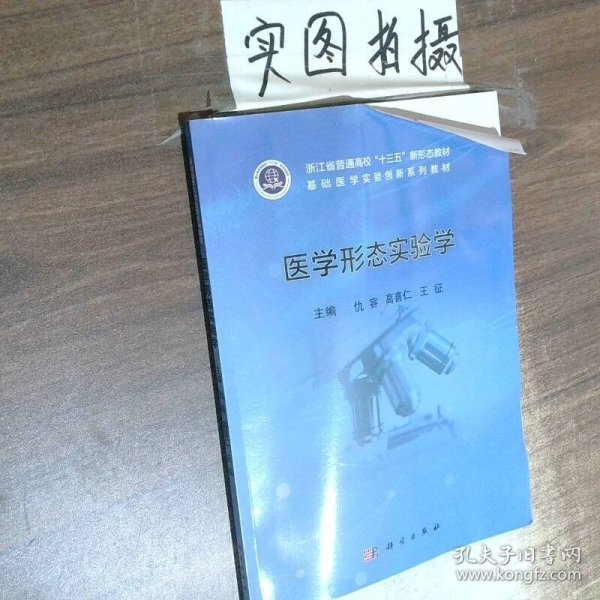 实图拍摄
浙江省普通高校“十三五”新形态教材
基础医学实验创新系列教材
医学形态实验学
主编 仇容 高喜仁 王征
科学出版社
孔夫子旧书网
www.kongfz.com